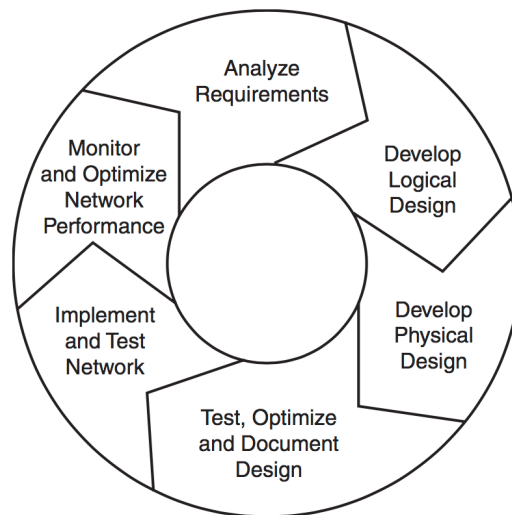 Analyze
Requirements
Develop
Logical
Design
Develop
Physical
Design
Test, Optimize
and Document
Design
Implement
and Test
Network
Monitor
and Optimize
Network
Performance